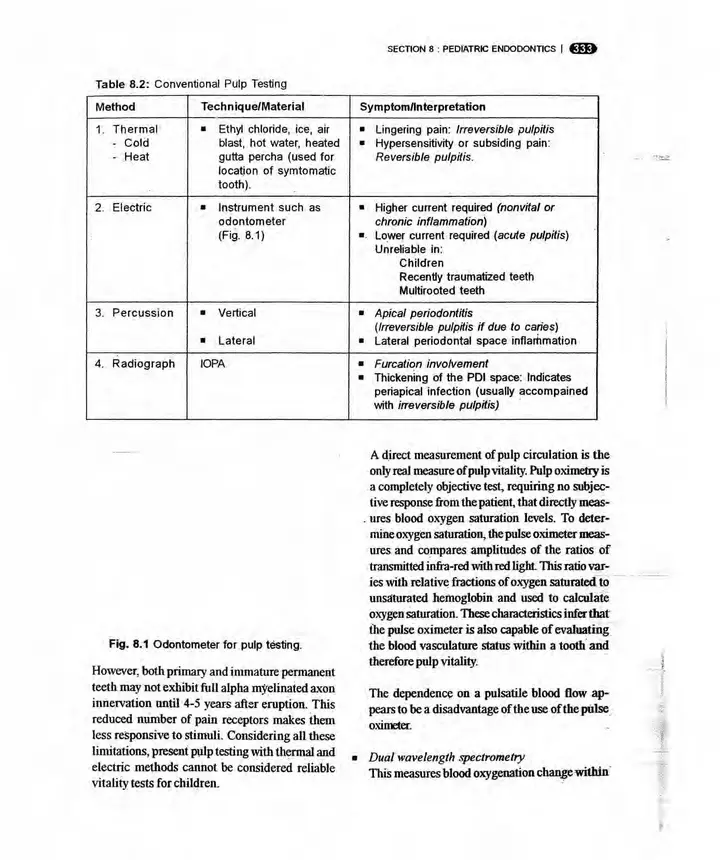 SECTION 8 : PEDIATRIC ENDODONTICS | 333
Table 8.2: Conventional Pulp Testing
Method Technique/Material Symptom/Interpretation
1. Thermal ▪ Ethyl chloride, ice, air ▪ Lingering pain: Irreversible pulpitis
- Cold blast, hot water, heated ▪ Hypersensitivity or subsiding pain:
- Heat gutta percha (used for Reversible pulpitis.
location of symtomatic
tooth).
2. Electric ▪ Instrument such as ▪ Higher current required (nonvital or
odontometer chronic inflammation)
(Fig. 8.1) ▪ Lower current required (acute pulpitis)
Unreliable in:
Children
Recently traumatized teeth
Multirooted teeth
3. Percussion ▪ Vertical ▪ Apical periodontitis
(Irreversible pulpitis if due to caries)
▪ Lateral ▪ Lateral periodontal space inflammation
4. Radiograph IOPA ▪ Furcation involvement
▪ Thickening of the PDI space: Indicates
periapical infection (usually accompained
with irreversible pulpitis)
Fig. 8.1 Odontometer for pulp testing.
However, both primary and immature permanent
teeth may not exhibit full alpha myelinated axon
innervation until 4-5 years after eruption. This
reduced number of pain receptors makes them
less responsive to stimuli. Considering all these
limitations, present pulp testing with thermal and
electric methods cannot be considered reliable
vitality tests for children.
A direct measurement of pulp circulation is the
only real measure of pulp vitality. Pulp oximetry is
a completely objective test, requiring no subjec-
tive response from the patient, that directly meas-
ures blood oxygen saturation levels. To deter-
mine oxygen saturation, the pulse oximeter meas-
ures and compares amplitudes of the ratios of
transmitted infra-red with red light. This ratio var-
ies with relative fractions of oxygen saturated to
unsaturated hemoglobin and used to calculate
oxygen saturation. These characteristics infer that
the pulse oximeter is also capable of evaluating
the blood vasculature status within a tooth and
therefore pulp vitality.
The dependence on a pulsatile blood flow ap-
pears to be a disadvantage of the use of the pulse
oximeter.
▪ Dual wavelength spectrometry
This measures blood oxygenation change within